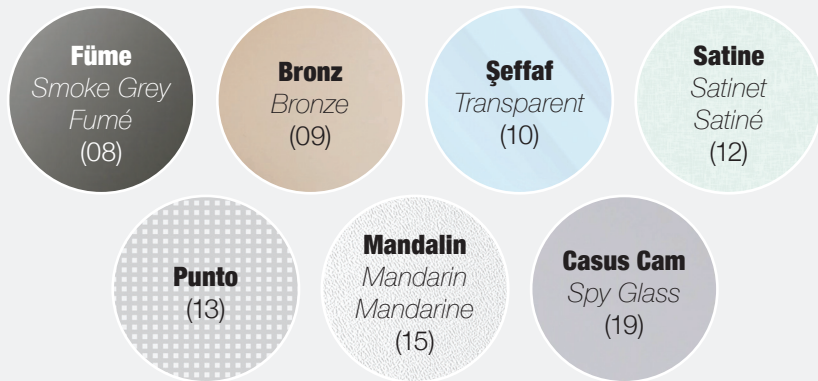 Füme
Smoke Grey
Fumé
(08)
Bronz
Bronze
(09)
Şeffaf
Transparent
(10)
Satine
Satinet
Satiné
(12)
Punto
(13)
Mandalin
Mandarin
Mandarine
(15)
Casus Cam
Spy Glass
(19)